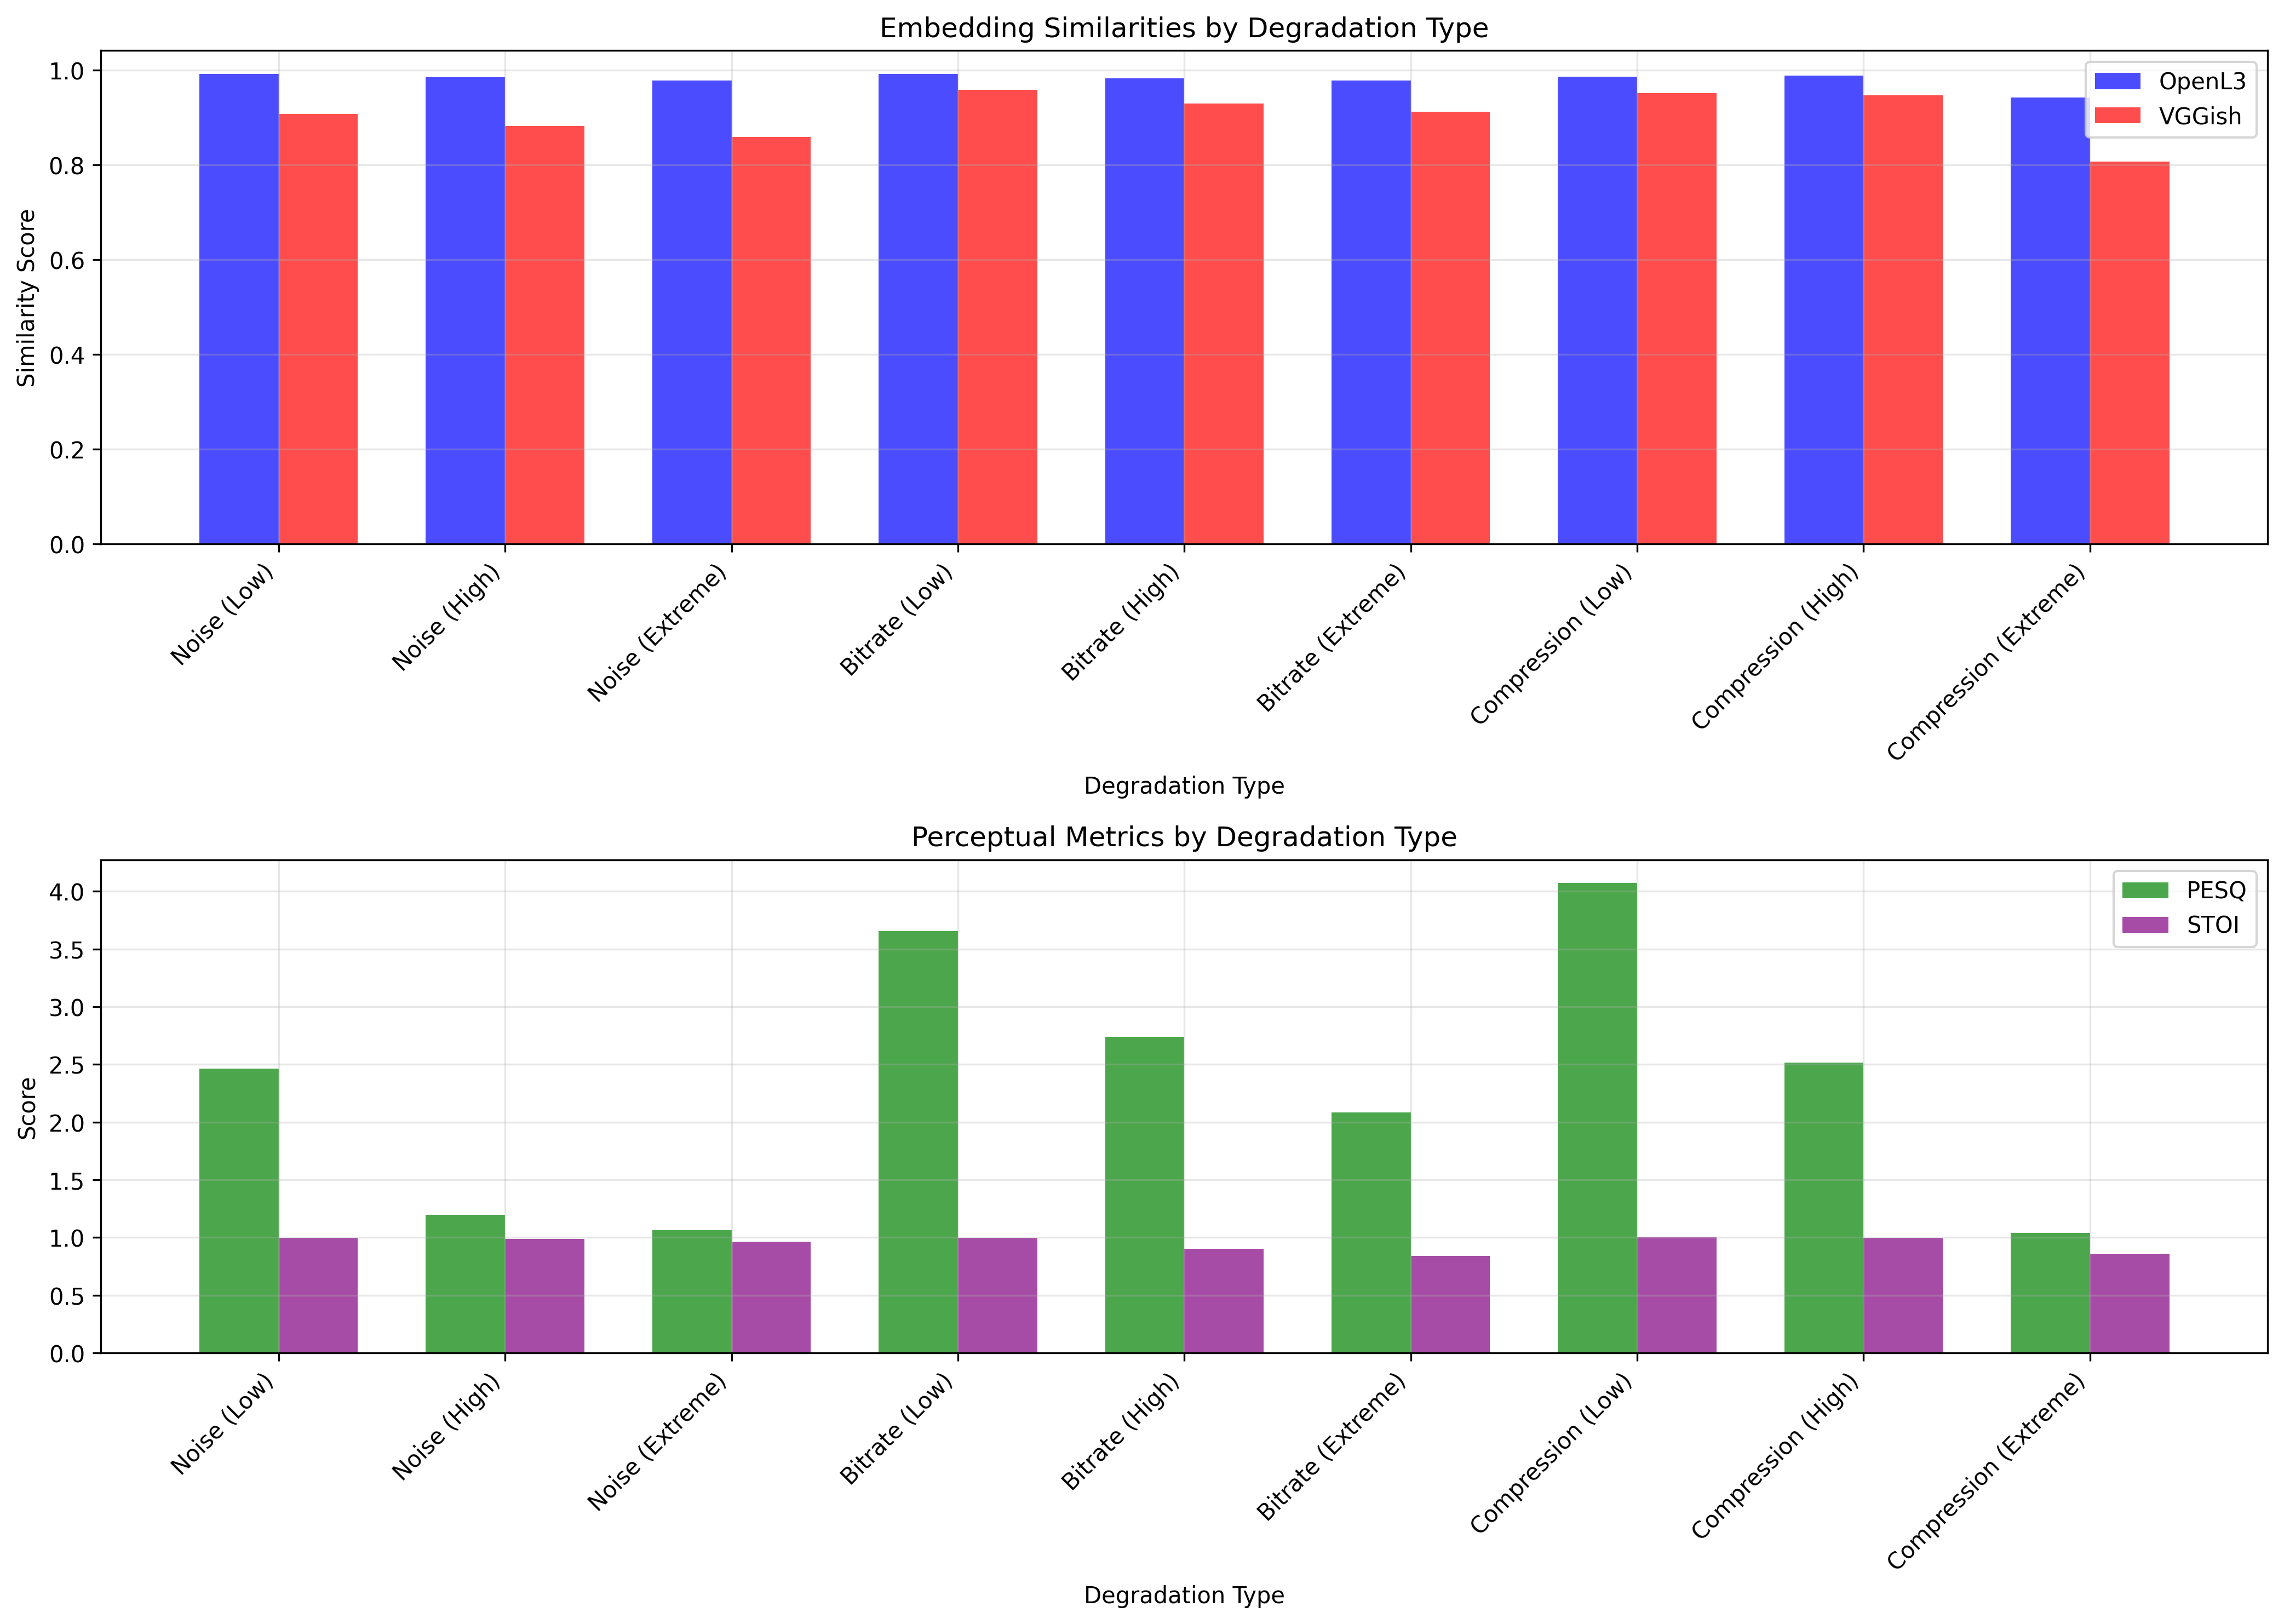 Embedding Similarities by Degradation Type
1.0
0.8
0.6
0.4
0.2
0.0
Similarity Score
OpenL3
VGGish
Noise (Low)
Noise (High)
Noise (Extreme)
Bitrate (Low)
Bitrate (High)
Bitrate (Extreme)
Compression (Low)
Compression (High)
Compression (Extreme)
Degradation Type
Perceptual Metrics by Degradation Type
4.0
3.5
3.0
2.5
2.0
1.5
1.0
0.5
0.0
Score
PESQ
STOI
Noise (Low)
Noise (High)
Noise (Extreme)
Bitrate (Low)
Bitrate (High)
Bitrate (Extreme)
Compression (Low)
Compression (High)
Compression (Extreme)
Degradation Type